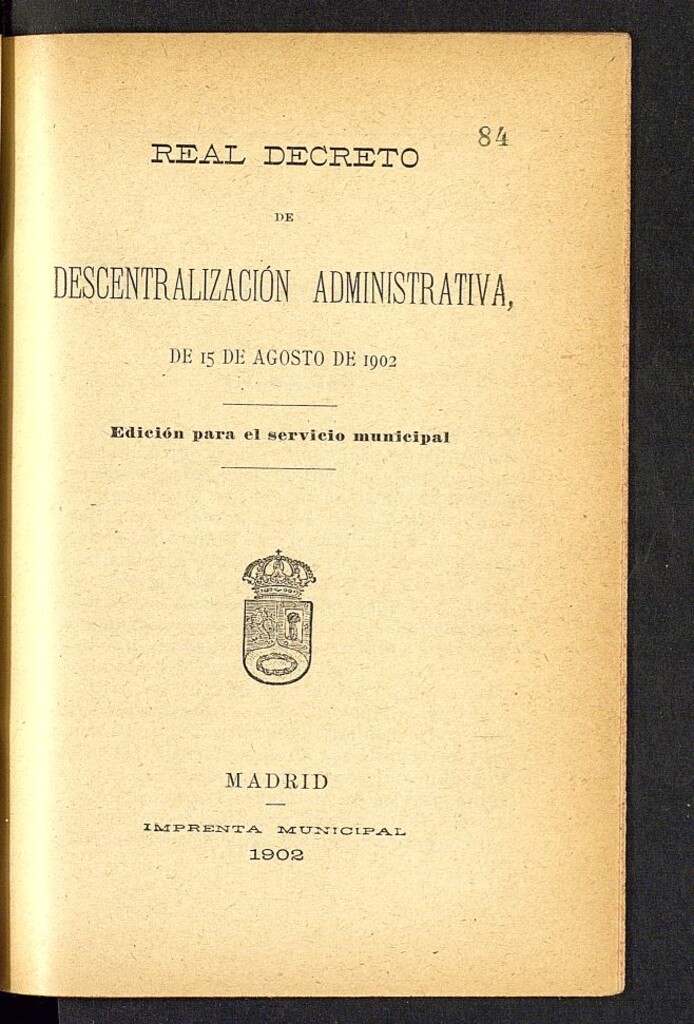 84
REAL DECRETO
DE
DESCENTRALIZACIÓN ADMINISTRATIVA,
DE 15 DE AGOSTO DE 1902
Edición para el servicio municipal
MADRID
IMPRENTA MUNICIPAL
1902